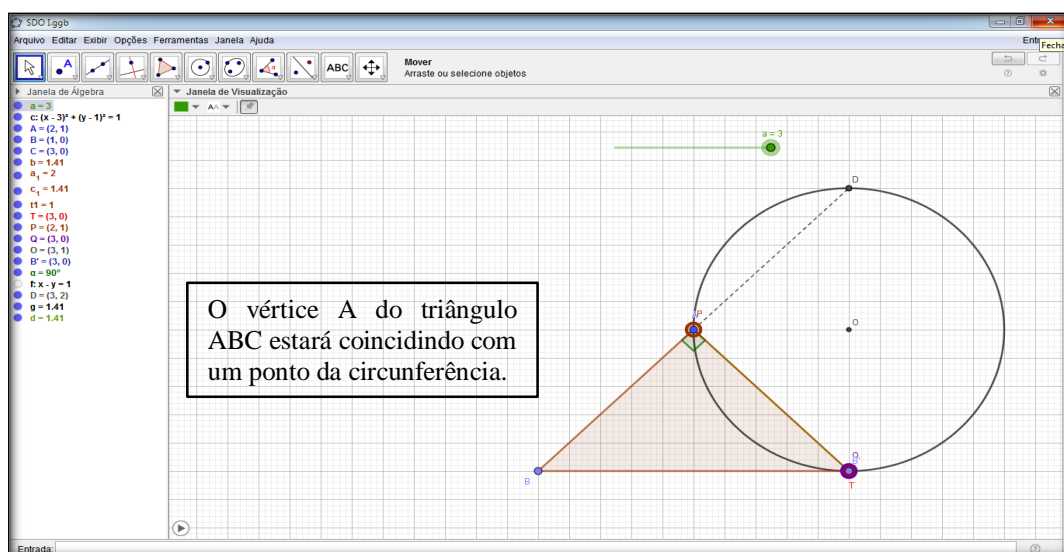 SDO I.ggb
Arquivo Editar Exibir Opções Ferramentas Janela Ajuda
Fecha
ABC
Mover
Arraste ou selecione objetos
Janela de Álgebra
Janela de Visualização
a = 3
c: (x - 3)² + (y - 1)² = 1
A = (2, 1)
B = (1, 0)
C = (3, 0)
b = 1.41
a₁ = 2
c₁ = 1.41
t1 = 1
T = (3, 0)
P = (2, 1)
Q = (3, 0)
O = (3, 1)
B' = (3, 0)
α = 90°
f: x - y = 1
D = (3, 2)
g = 1.41
d = 1.41
AA
a = 3
D
P
O
O vértice A do triângulo
ABC estará coincidindo com
um ponto da circunferência.
B
T
Entrada: